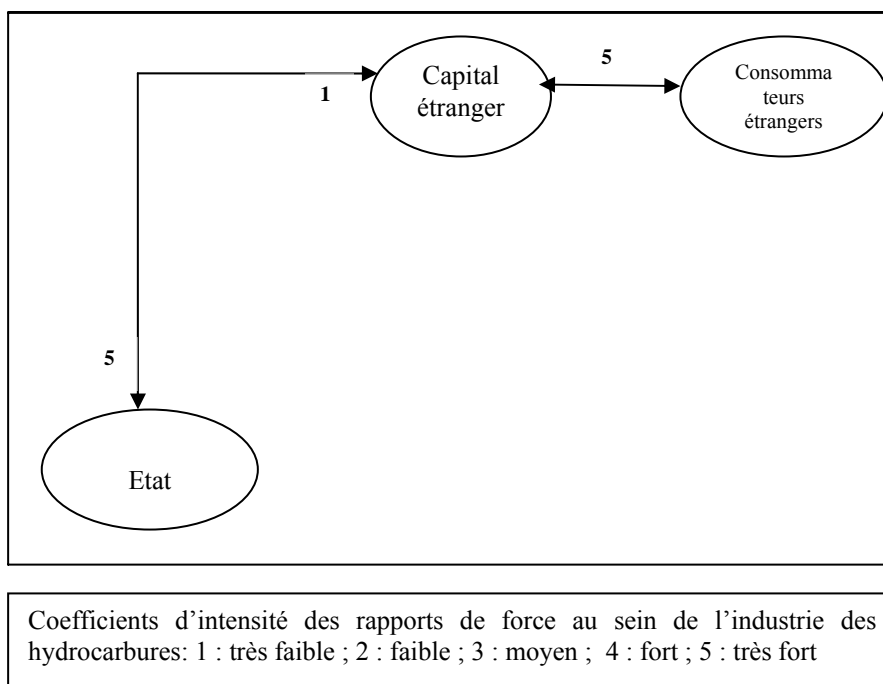 Capital
étranger
5
Consomma
teurs
étrangers
1
5
Etat
Coefficients d’intensité des rapports de force au sein de l’industrie des
hydrocarbures: 1 : très faible ; 2 : faible ; 3 : moyen ; 4 : fort ; 5 : très fort